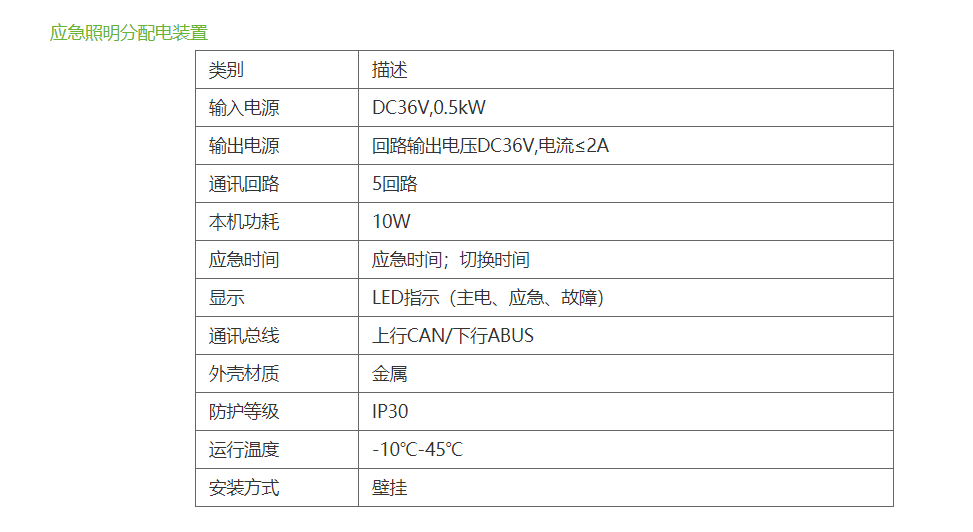 应急照明分配电装置
类别 描述
输入电源 DC36V,0.5kW
输出电源 回路输出电压DC36V,电流≤2A
通讯回路 5回路
本机功耗 10W
应急时间 应急时间；切换时间
显示 LED指示（主电、应急、故障）
通讯总线 上行CAN/下行ABUS
外壳材质 金属
防护等级 IP30
运行温度 -10℃-45℃
安装方式 壁挂